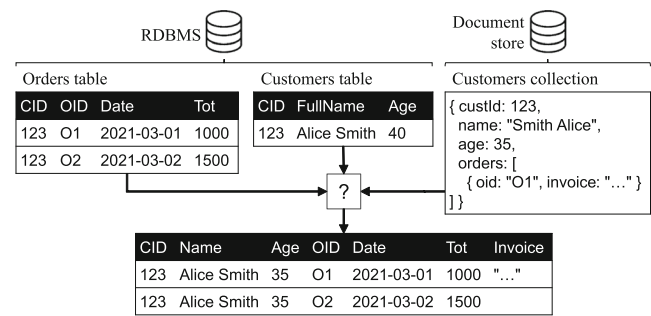 RDBMS
Document
store
Orders table
Customers table
Customers collection
CID OID Date Tot
123 O1 2021-03-01 1000
123 O2 2021-03-02 1500
CID FullName Age
123 Alice Smith 40
{ custId: 123,
name: "Smith Alice",
age: 35,
orders: [
{ oid: "O1", invoice: "…" }
] }
?
CID Name Age OID Date Tot Invoice
123 Alice Smith 35 O1 2021-03-01 1000 "…"
123 Alice Smith 35 O2 2021-03-02 1500